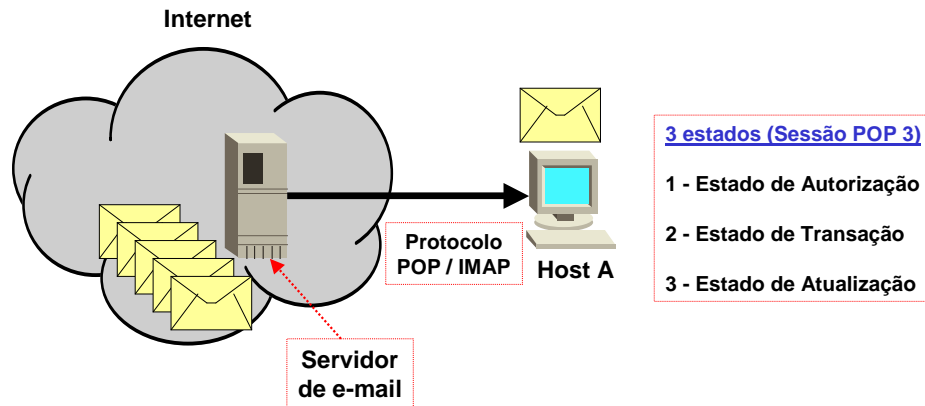 Internet
3 estados (Sessão POP 3)
1 - Estado de Autorização
2 - Estado de Transação
3 - Estado de Atualização
Protocolo
POP / IMAP
Host A
Servidor
de e-mail